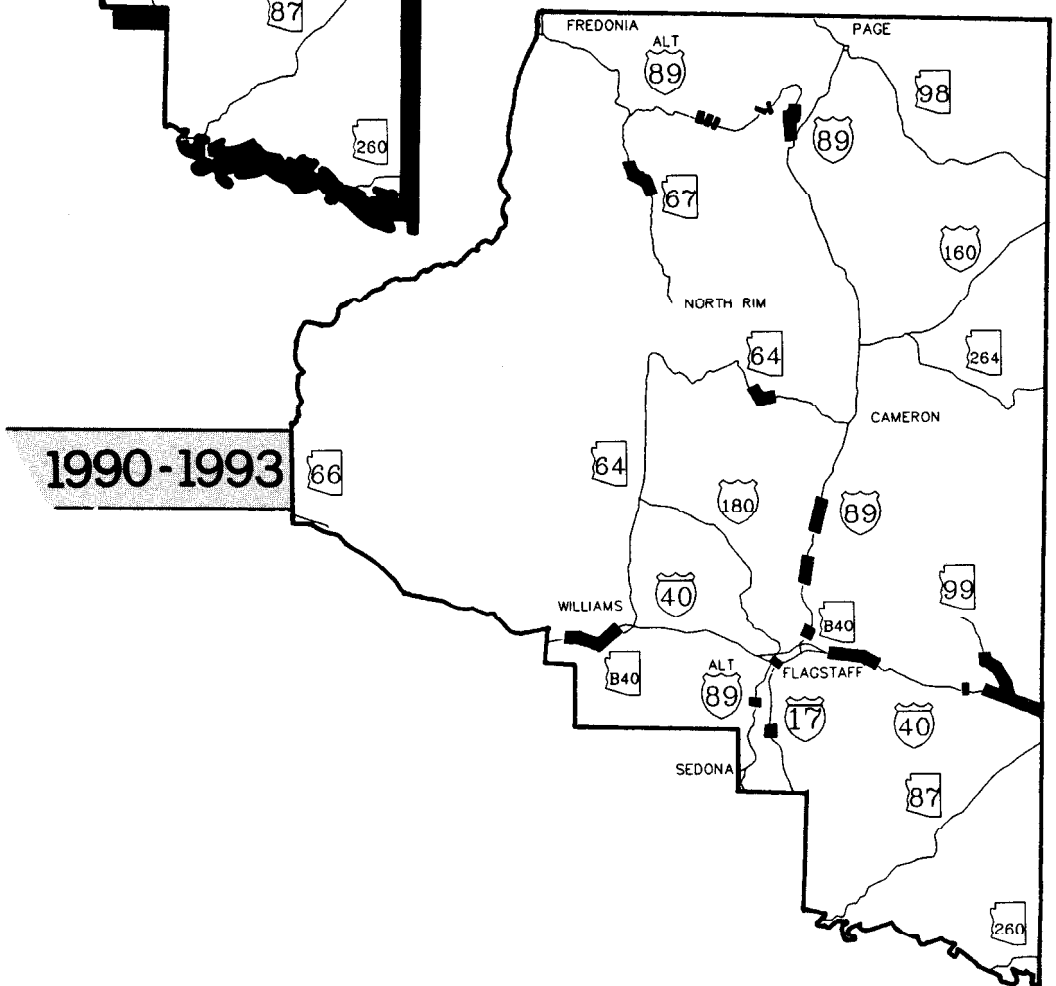 87
260
FREDONIA
ALT
89
PAGE
98
89
67
160
NORTH RIM
64
264
CAMERON
1990-1993
66
64
180
89
40
99
WILLIAMS
B40
B40
ALT
89
FLAGSTAFF
17
40
SEDONA
87
260